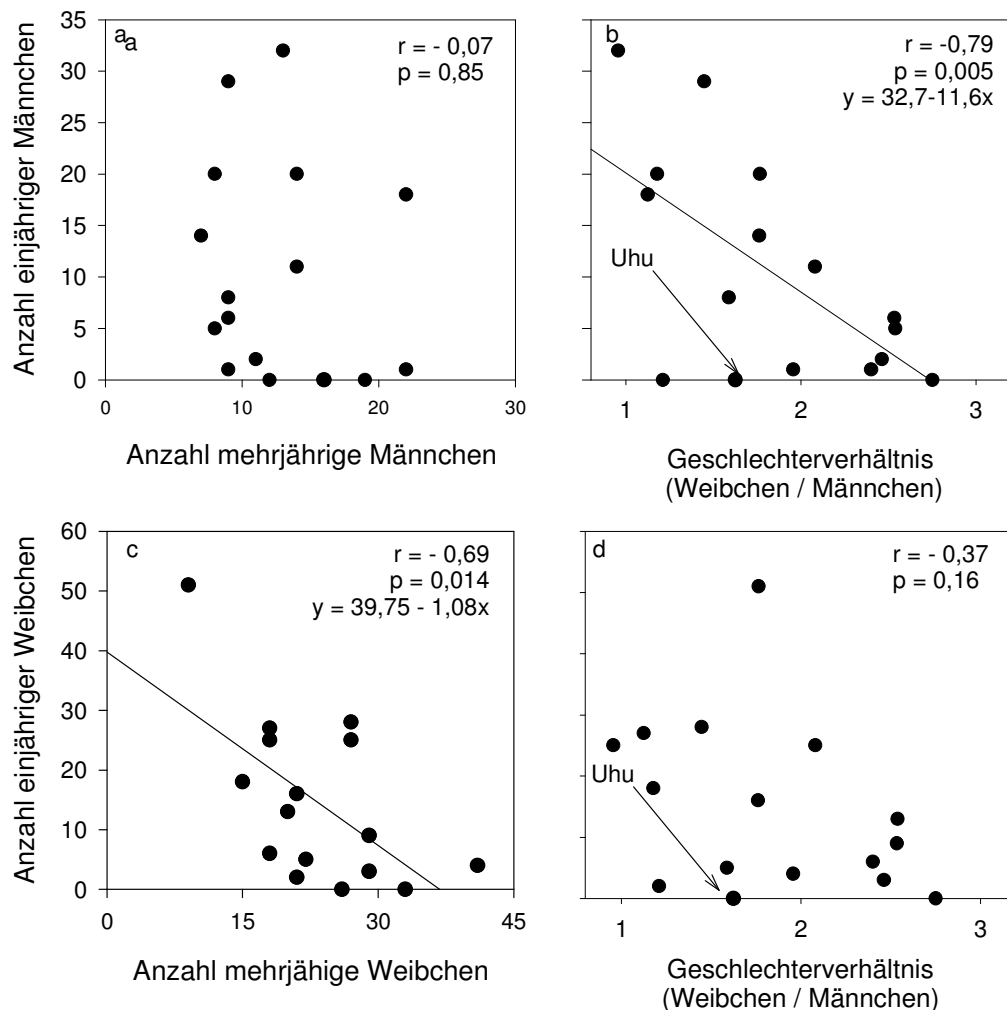 a
a
r = - 0,07
p = 0,85
Anzahl einjähriger Männchen
35
30
25
20
15
10
5
0
0
10
20
30
Anzahl mehrjährige Männchen
b
r = -0,79
p = 0,005
y = 32,7-11,6x
Uhu
1
2
3
Geschlechterverhältnis
(Weibchen / Männchen)
c
r = - 0,69
p = 0,014
y = 39,75 - 1,08x
Anzahl einjähriger Weibchen
60
50
40
30
20
10
0
0
15
30
45
Anzahl mehrjähige Weibchen
d
r = - 0,37
p = 0,16
Uhu
1
2
3
Geschlechterverhältnis
(Weibchen / Männchen)